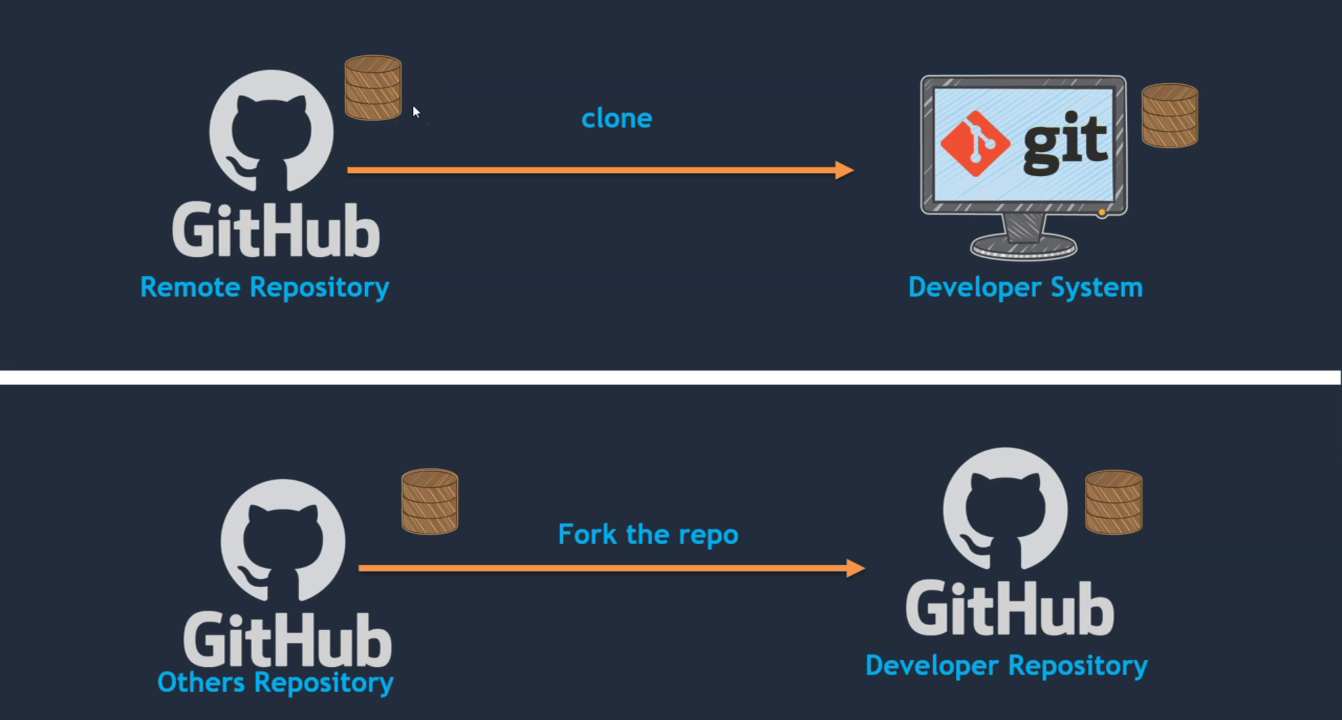 clone
git
GitHub
Remote Repository
Developer System
Fork the repo
GitHub
Others Repository
GitHub
Developer Repository